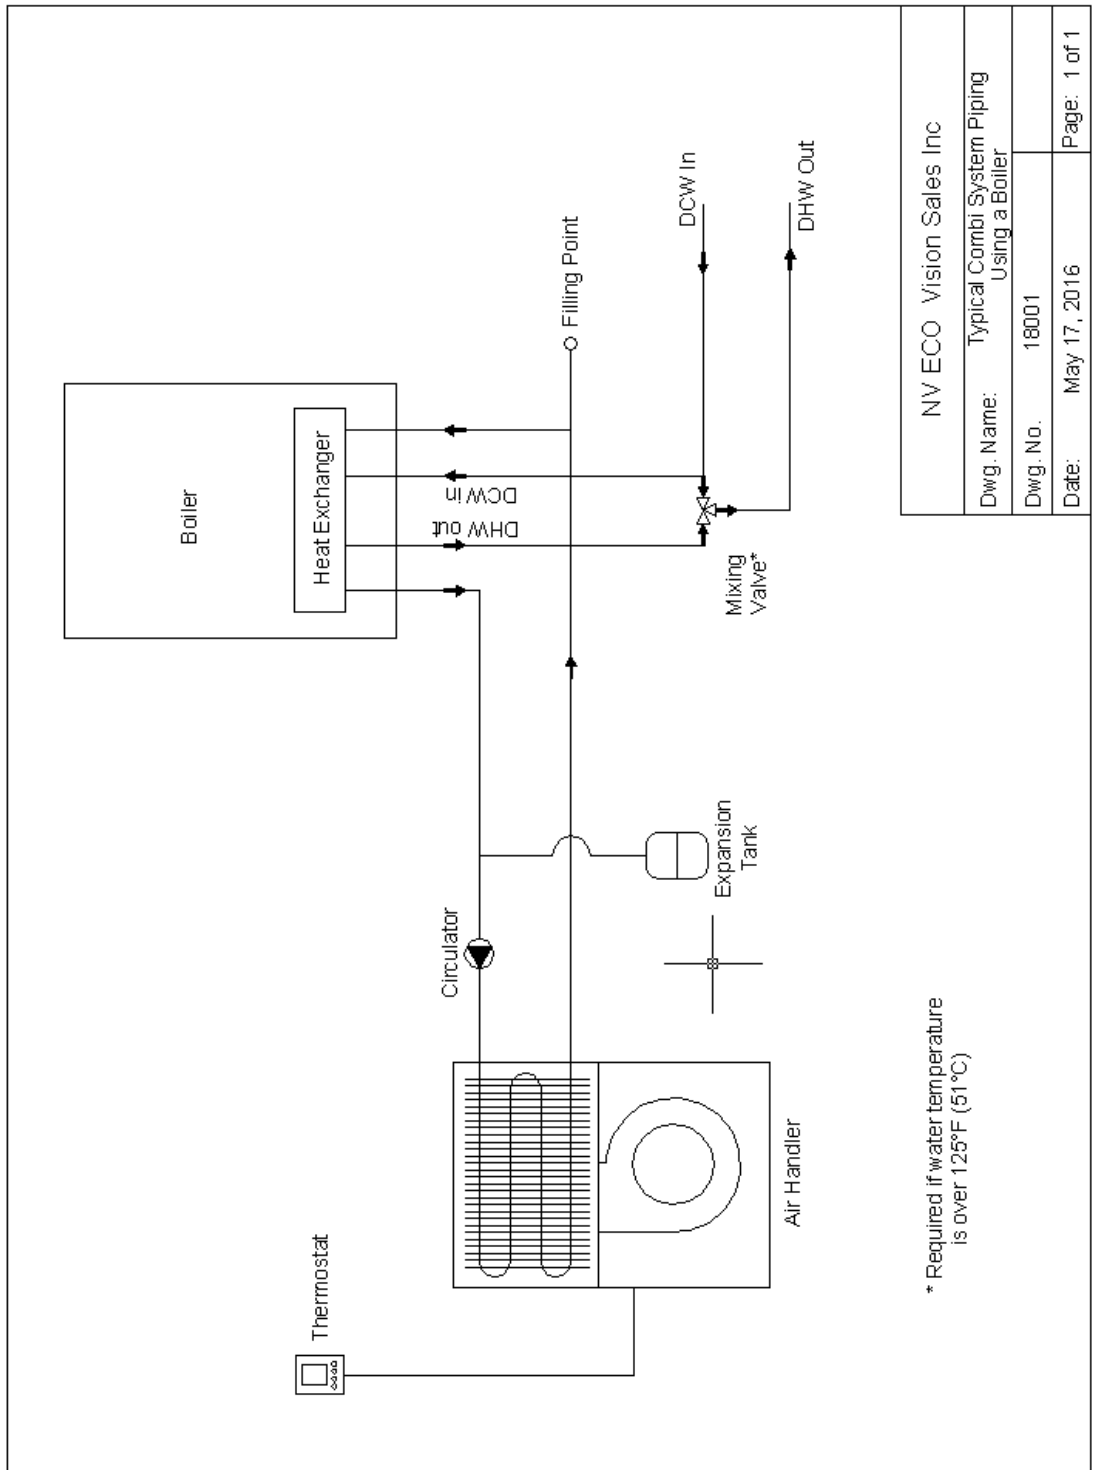 Thermostat
Boiler
Heat Exchanger
Circulator
DHW out
DCW in
Filling Point
DCW In
DHW Out
Mixing
Valve*
Expansion
Tank
Air Handler
* Required if water temperature
is over 125°F (51°C)
NV ECO Vision Sales Inc
Dwg. Name: Typical Combi System Piping
Using a Boiler
Dwg. No. 18001
Date: May 17, 2016 Page: 1 of 1